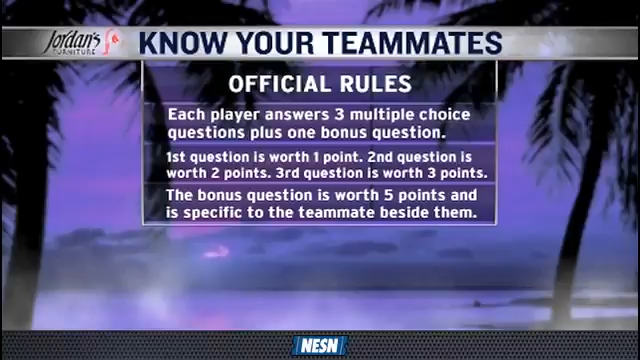 Jordan's
FURNITURE
KNOW YOUR TEAMMATES
OFFICIAL RULES
Each player answers 3 multiple choice
questions plus one bonus question.
1st question is worth 1 point. 2nd question is
worth 2 points. 3rd question is worth 3 points.
The bonus question is worth 5 points and
is specific to the teammate beside them.
NESN